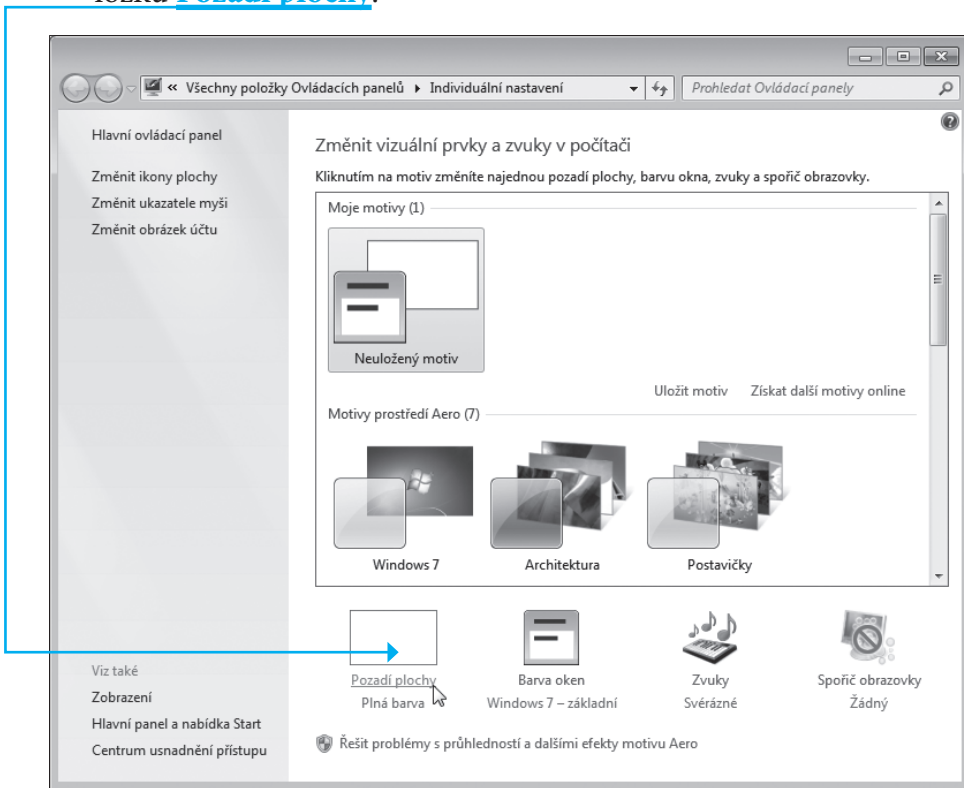 Pozadí plochy.
« Všechny položky Ovládacích panelů ▸ Individuální nastavení
Prohledat Ovládací panely
Hlavní ovládací panel
Změnit ikony plochy
Změnit ukazatele myši
Změnit obrázek účtu
Změnit vizuální prvky a zvuky v počítači
Kliknutím na motiv změníte najednou pozadí plochy, barvu okna, zvuky a spořič obrazovky.
Moje motivy (1)
Neuložený motiv
Uložit motiv Získat další motivy online
Motivy prostředí Aero (7)
Windows 7 Architektura Postavičky
Pozadí plochy Barva oken Zvuky Spořič obrazovky
Plná barva Windows 7 – základní Svérázné Žádný
Řešit problémy s průhledností a dalšími efekty motivu Aero
Viz také
Zobrazení
Hlavní panel a nabídka Start
Centrum usnadnění přístupu